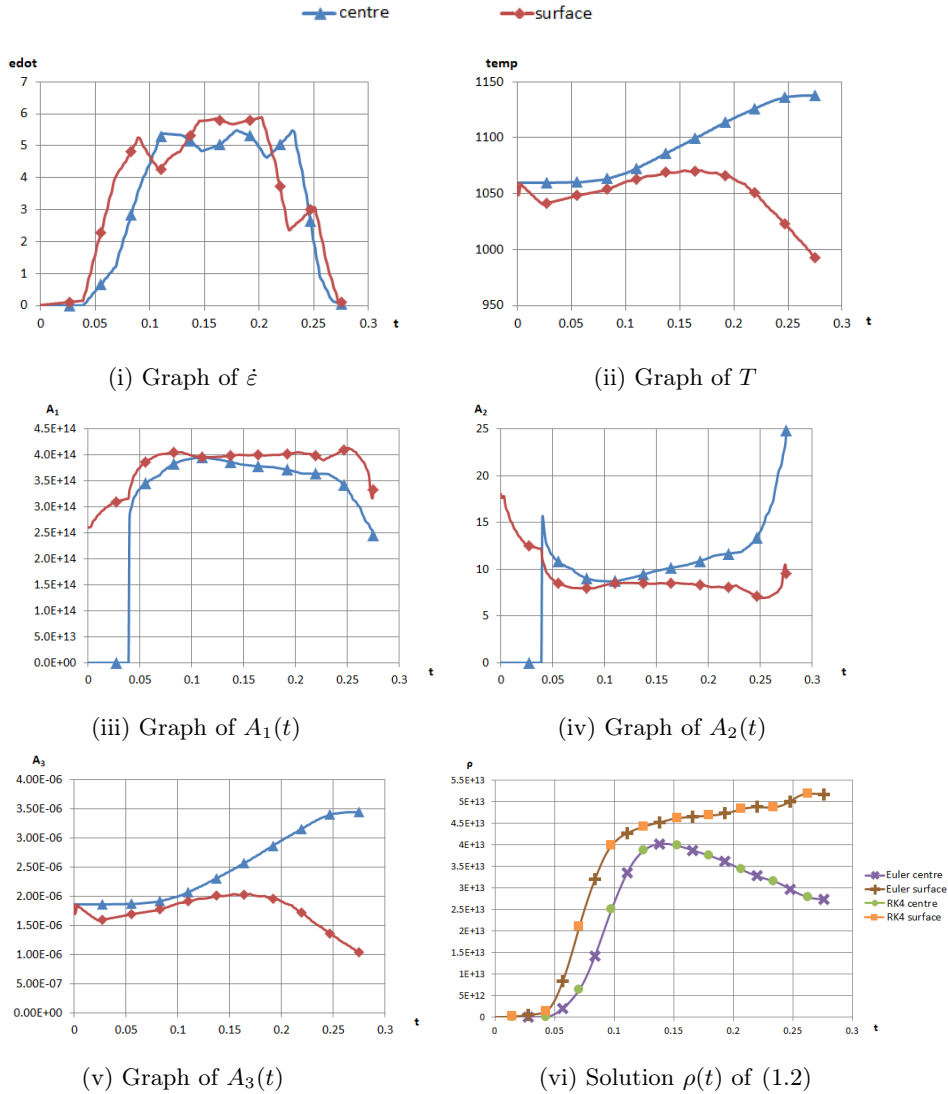 centre surface
edot
7
6
5
4
3
2
1
0
0 0.05 0.1 0.15 0.2 0.25 0.3 t
temp
1150
1100
1050
1000
950
0 0.05 0.1 0.15 0.2 0.25 0.3
t
(i) Graph of ε̇
(ii) Graph of T
A₁
4.5E+14
4.0E+14
3.5E+14
3.0E+14
2.5E+14
2.0E+14
1.5E+14
1.0E+14
5.0E+13
0.0E+00
0 0.05 0.1 0.15 0.2 0.25 0.3 t
A₂
25
20
15
10
5
0
0 0.05 0.1 0.15 0.2 0.25 0.3 t
(iii) Graph of A₁(t)
(iv) Graph of A₂(t)
A₃
4.00E-06
3.50E-06
3.00E-06
2.50E-06
2.00E-06
1.50E-06
1.00E-06
5.00E-07
0.00E+00
0 0.05 0.1 0.15 0.2 0.25 0.3
t
ρ
5.5E+13
5E+13
4.5E+13
4E+13
3.5E+13
3E+13
2.5E+13
2E+13
1.5E+13
1E+13
5E+12
0
0 0.05 0.1 0.15 0.2 0.25 0.3
t
Euler centre
Euler surface
RK4 centre
RK4 surface
(v) Graph of A₃(t)
(vi) Solution ρ(t) of (1.2)